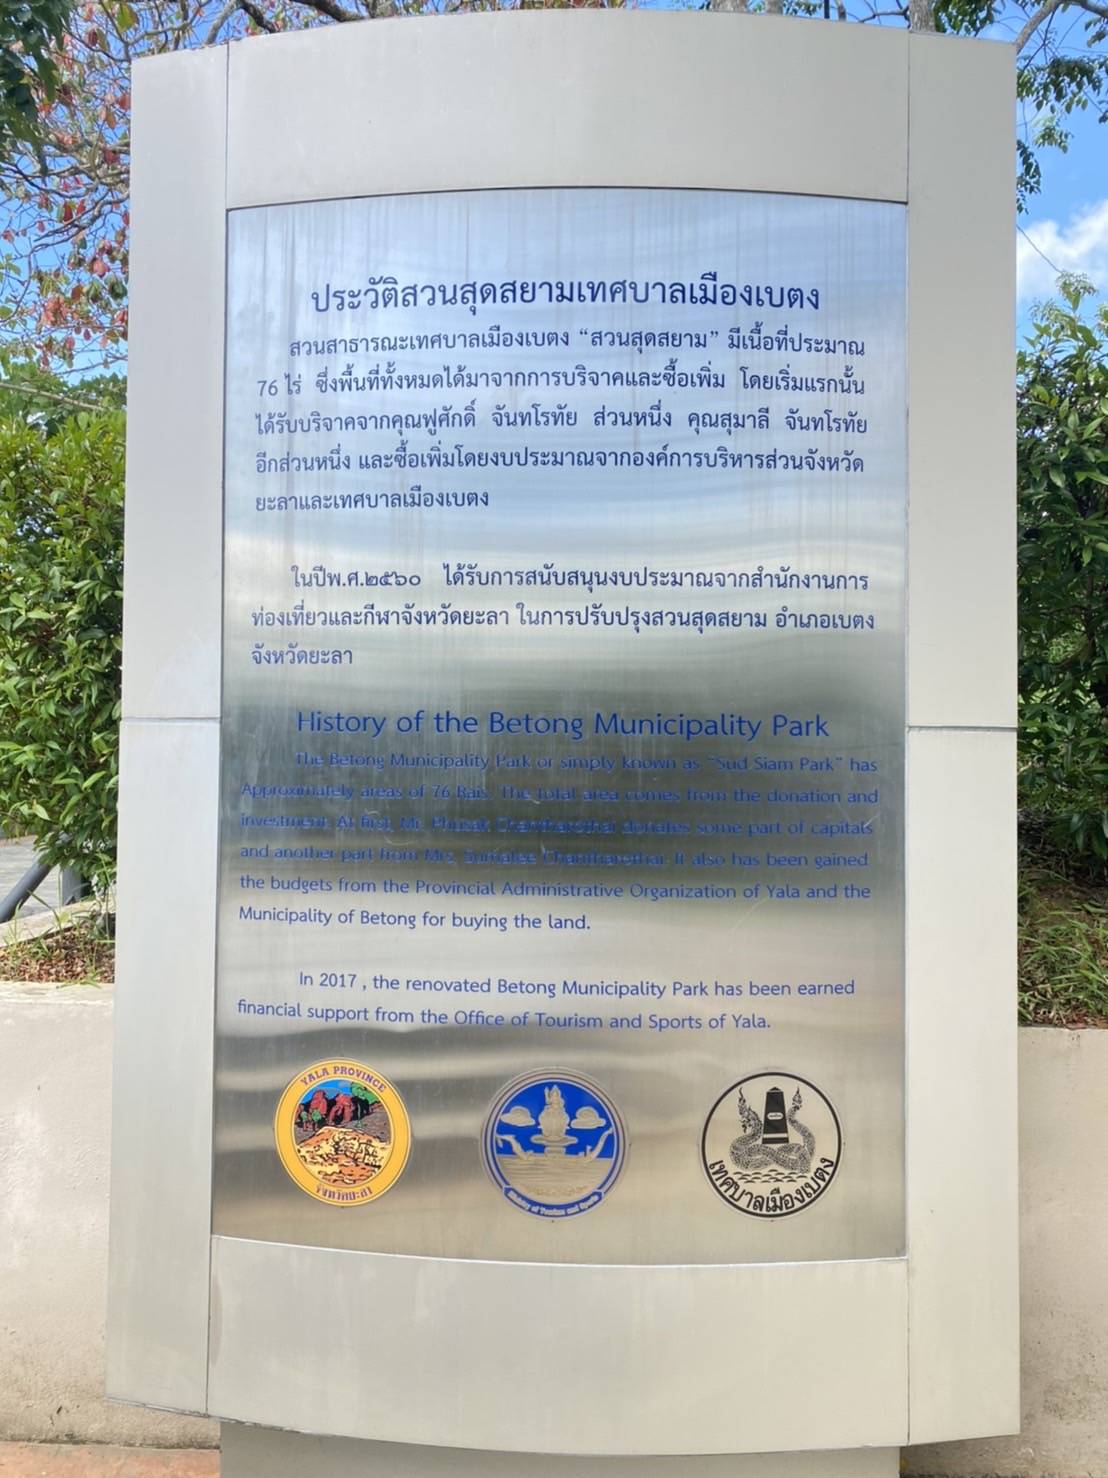 ประวัติสวนสุดสยามเทศบาลเมืองเบตง
สวนสาธารณะเทศบาลเมืองเบตง “สวนสุดสยาม” มีเนื้อที่ประมาณ
76 ไร่ ซึ่งพื้นที่ทั้งหมดได้มาจากการบริจาคและซื้อเพิ่ม โดยเริ่มแรกนั้น
ได้รับบริจาคจากคุณฟูศักดิ์ จันทโรทัย ส่วนหนึ่ง คุณสุมาลี จันทโรทัย
อีกส่วนหนึ่ง และซื้อเพิ่มโดยงบประมาณจากองค์การบริหารส่วนจังหวัด
ยะลาและเทศบาลเมืองเบตง
ในปีพ.ศ.๒๕๖๐ ได้รับการสนับสนุนงบประมาณจากสำนักงานการ
ท่องเที่ยวและกีฬาจังหวัดยะลา ในการปรับปรุงสวนสุดสยาม อำเภอเบตง
จังหวัดยะลา
History of the Betong Municipality Park
The Betong Municipality Park or simply known as “Sud Siam Park” has
Approximately areas of 76 Rais. The total area comes from the donation and
investment. At first, Mr. Phusak Chantharothai donates some part of capitals
and another part from Mrs. Sumalee Chantharothai. It also has been gained
the budgets from the Provincial Administrative Organization of Yala and the
Municipality of Betong for buying the land.
In 2017 , the renovated Betong Municipality Park has been earned
financial support from the Office of Tourism and Sports of Yala.
YALA PROVINCE
จังหวัดยะลา
Ministry of Tourism and Sports
เทศบาลเมืองเบตง